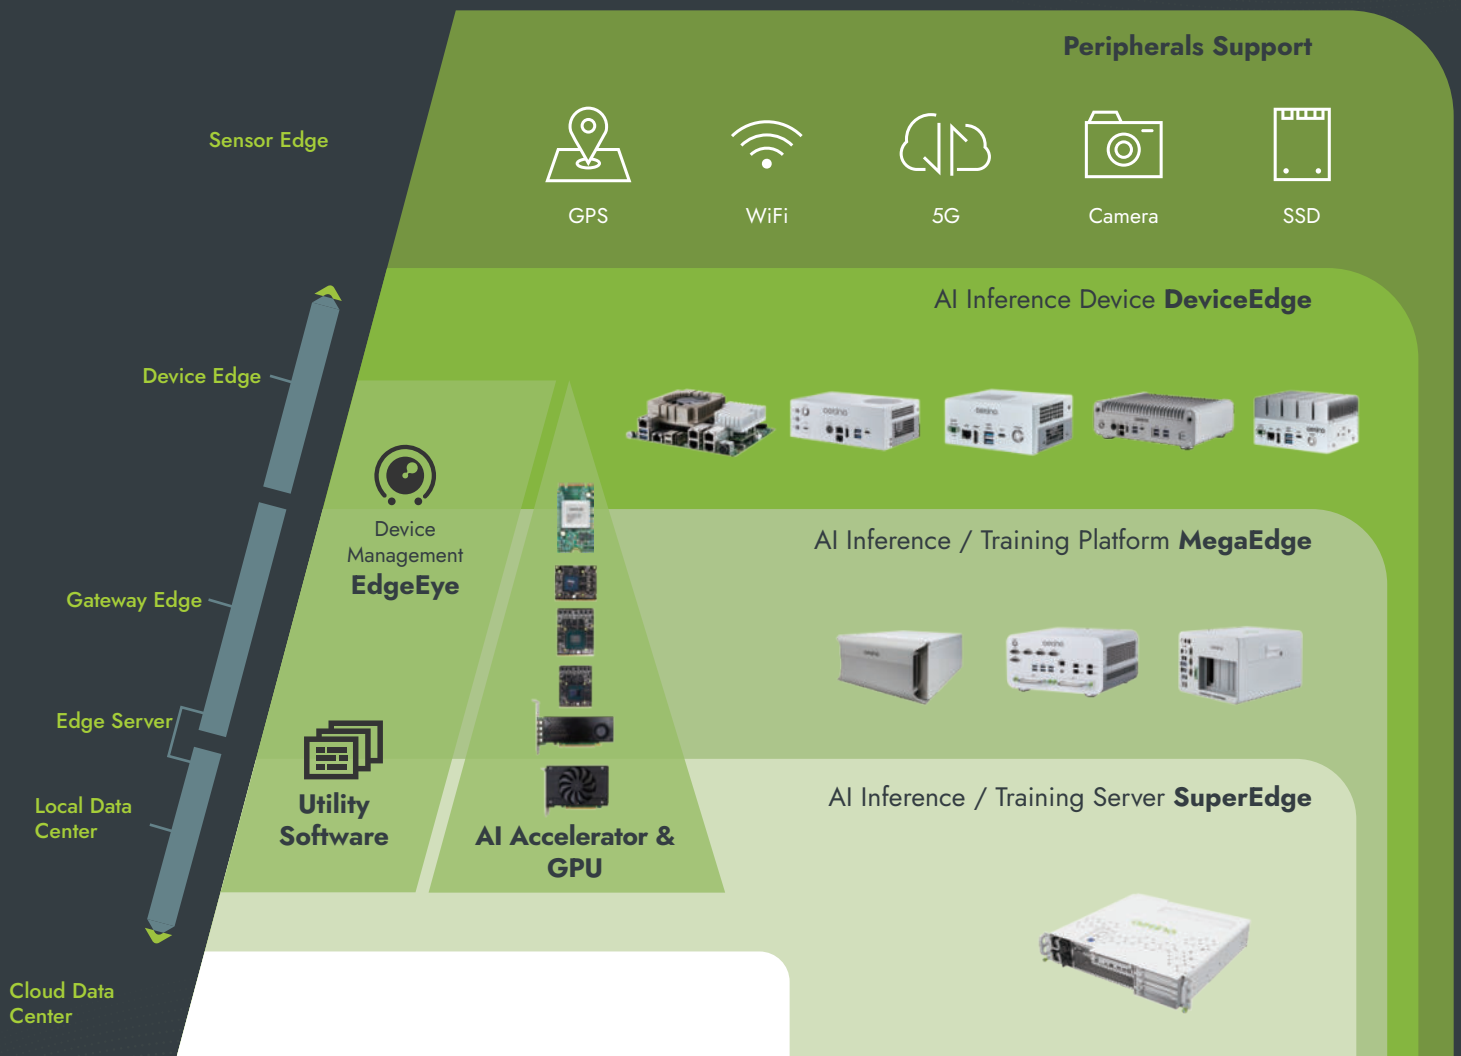 Peripherals Support
Sensor Edge
GPS
WiFi
5G
Camera
SSD
AI Inference Device DeviceEdge
Device Edge
Device
Management
EdgeEye
AI Inference / Training Platform MegaEdge
Gateway Edge
Edge Server
Utility
Software
AI Accelerator &
GPU
AI Inference / Training Server SuperEdge
Local Data
Center
Cloud Data
Center